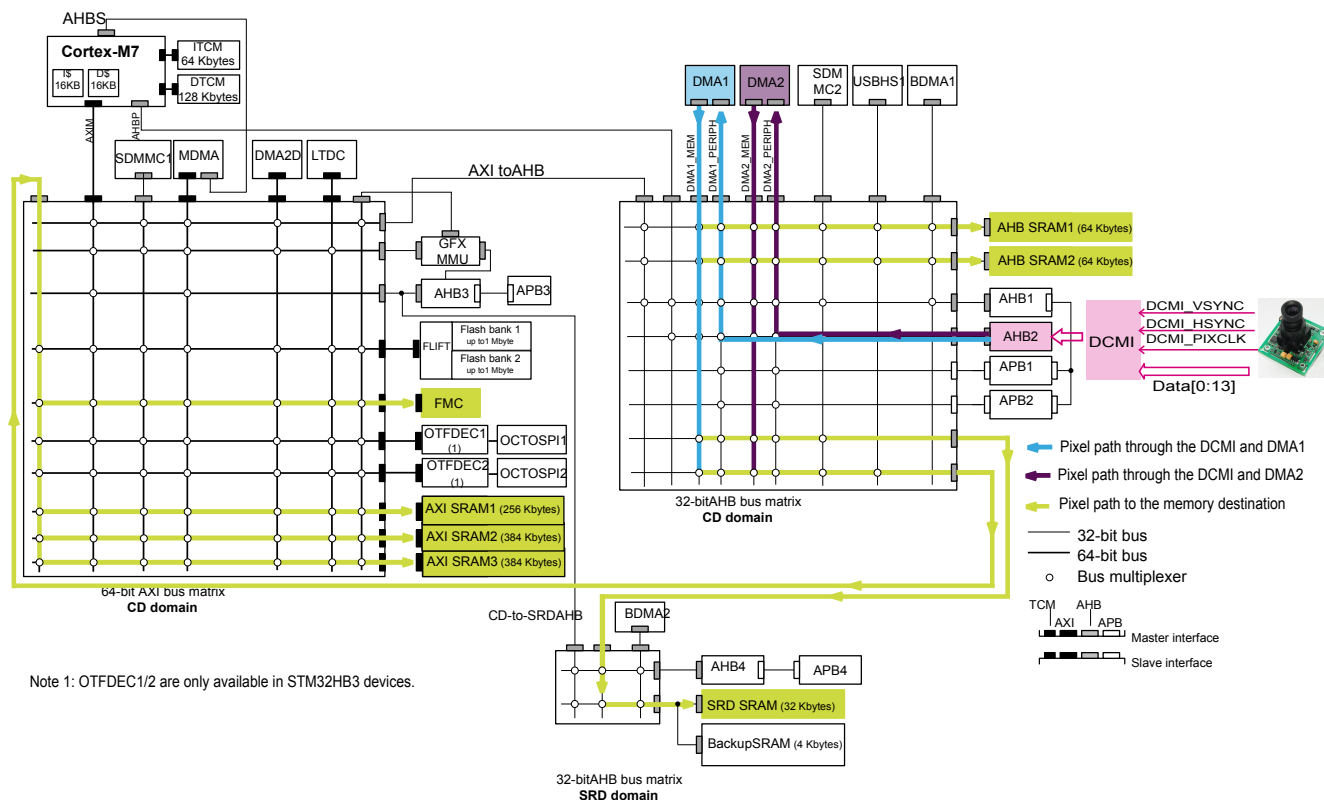 AHBS
Cortex-M7
I$
16KB
D$
16KB
ITCM
64 Kbytes
DTCM
128 Kbytes
AXIM
AHBP
SDMMC1
MDMA
DMA2D
LTDC
AXI toAHB
DMA1
DMA2
SDM
MC2
USBHS1
BDMA1
DMA1_MEM
DMA1_PERIPH
DMA2_MEM
DMA2_PERIPH
GFX
MMU
AHB3
APB3
FLIFT
Flash bank 1
up to1 Mbyte
Flash bank 2
up to1 Mbyte
FMC
OTFDEC1
(1)
OCTOSPI1
OTFDEC2
(1)
OCTOSPI2
AXI SRAM1 (256 Kbytes)
AXI SRAM2 (384 Kbytes)
AXI SRAM3 (384 Kbytes)
64-bit AXI bus matrix
CD domain
AHB SRAM1 (64 Kbytes)
AHB SRAM2 (64 Kbytes)
AHB1
AHB2
APB1
APB2
DCMI
DCMI_VSYNC
DCMI_HSYNC
DCMI_PIXCLK
Data[0:13]
32-bitAHB bus matrix
CD domain
Pixel path through the DCMI and DMA1
Pixel path through the DCMI and DMA2
Pixel path to the memory destination
32-bit bus
64-bit bus
Bus multiplexer
TCM
AXI
AHB
APB
Master interface
Slave interface
CD-to-SRDAHB
BDMA2
AHB4
APB4
SRD SRAM (32 Kbytes)
BackupSRAM (4 Kbytes)
32-bitAHB bus matrix
SRD domain
Note 1: OTFDEC1/2 are only available in STM32HB3 devices.